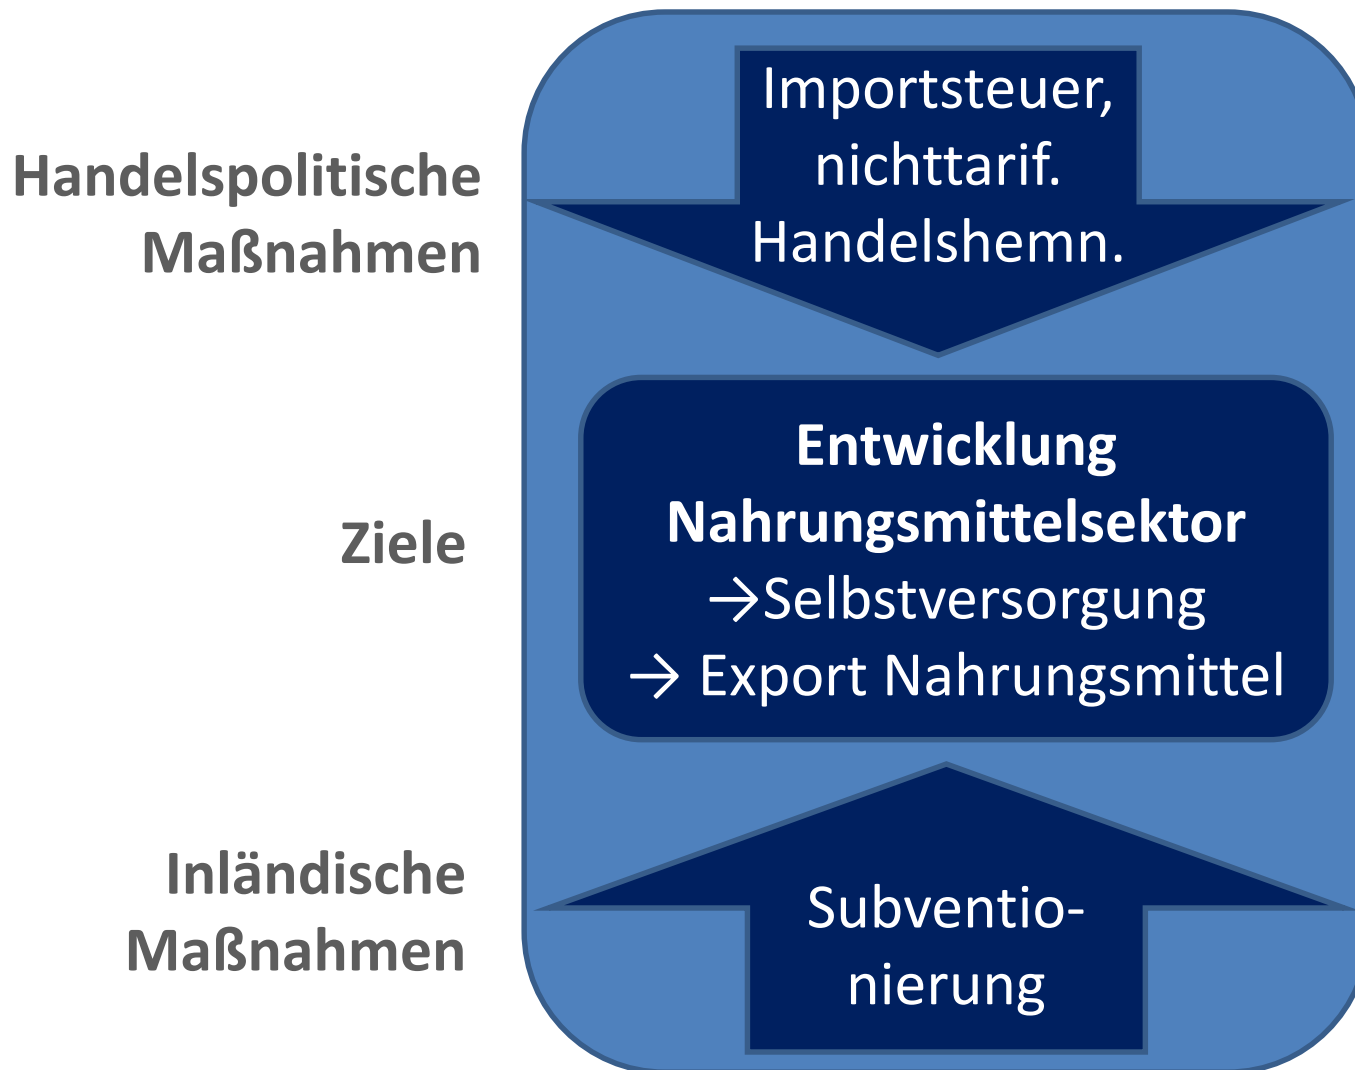 Handelspolitische
Maßnahmen
Importsteuer,
nichttarif.
Handelshemn.
Ziele
Entwicklung
Nahrungsmittelsektor
→Selbstversorgung
→ Export Nahrungsmittel
Inländische
Maßnahmen
Subventio-
nierung